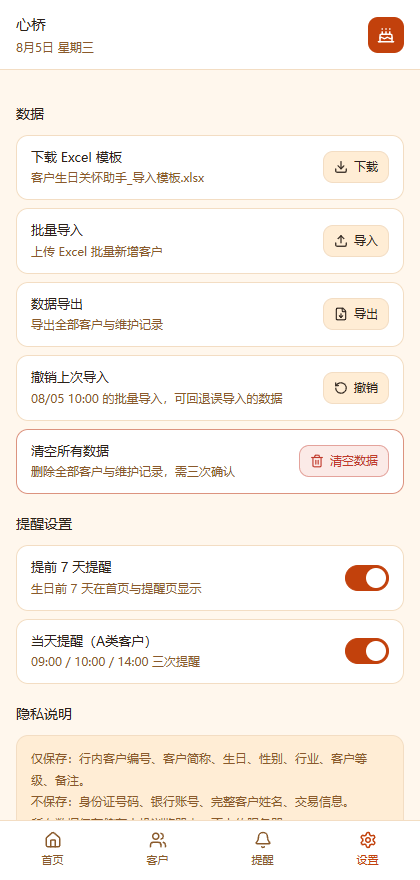 心桥
8月5日 星期三
数据
下载 Excel 模板
客户生日关怀助手_导入模板.xlsx
下载
批量导入
上传 Excel 批量新增客户
导入
数据导出
导出全部客户与维护记录
导出
撤销上次导入
08/05 10:00 的批量导入，可回退误导入的数据
撤销
清空所有数据
删除全部客户与维护记录，需三次确认
清空数据
提醒设置
提前 7 天提醒
生日前 7 天在首页与提醒页显示
当天提醒（A类客户）
09:00 / 10:00 / 14:00 三次提醒
隐私说明
仅保存：行内客户编号、客户简称、生日、性别、行业、客户等
级、备注。
不保存：身份证号码、银行账号、完整客户姓名、交易信息。
首页
客户
提醒
设置